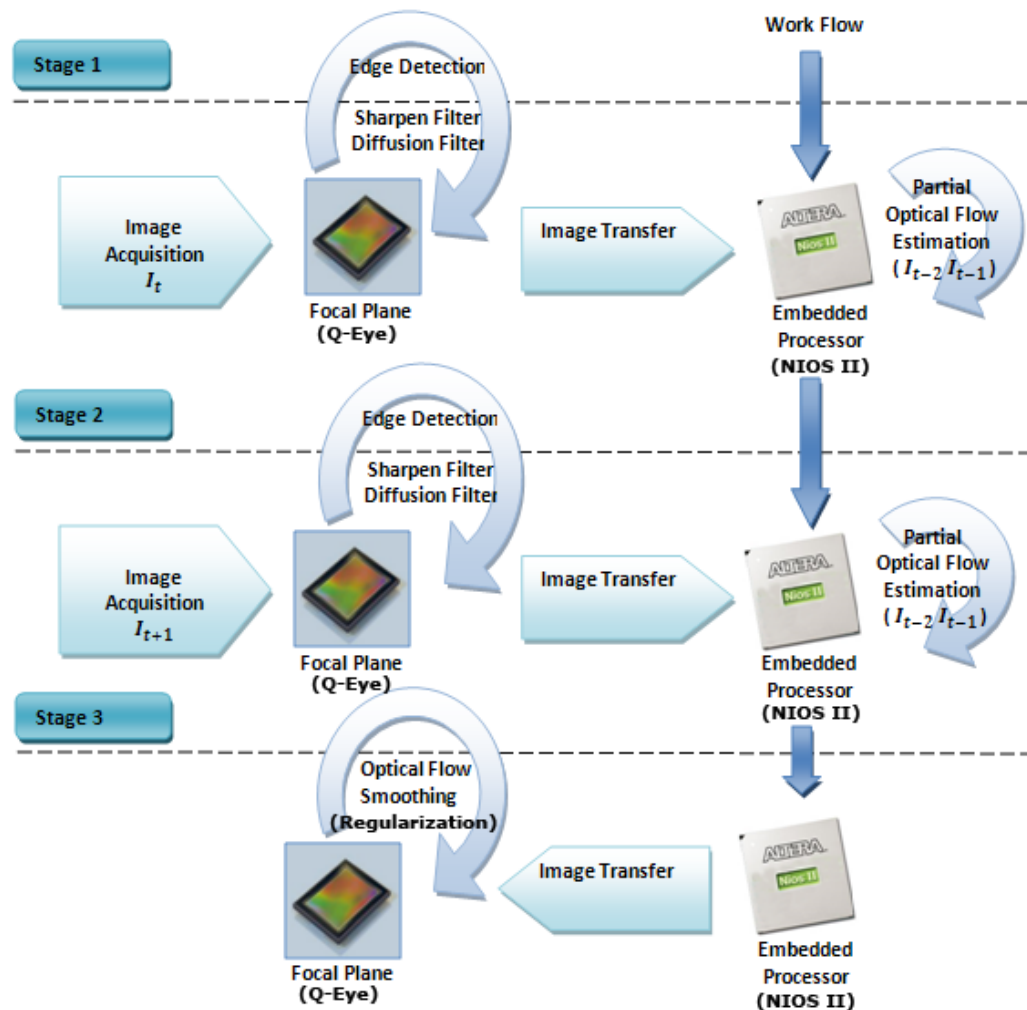 Work Flow
Stage 1
Edge Detection
Sharpen Filter
Diffusion Filter
Image
Acquisition
I_t
Focal Plane
(Q-Eye)
Image Transfer
ALTERA
Nios II
Embedded
Processor
(NIOS II)
Partial
Optical Flow
Estimation
( I_{t-2} I_{t-1})
Stage 2
Edge Detection
Sharpen Filter
Diffusion Filter
Image
Acquisition
I_{t+1}
Focal Plane
(Q-Eye)
Image Transfer
ALTERA
Nios II
Embedded
Processor
(NIOS II)
Partial
Optical Flow
Estimation
( I_{t-2} I_{t-1})
Stage 3
Optical Flow
Smoothing
(Regularization)
Focal Plane
(Q-Eye)
Image Transfer
ALTERA
Nios II
Embedded
Processor
(NIOS II)